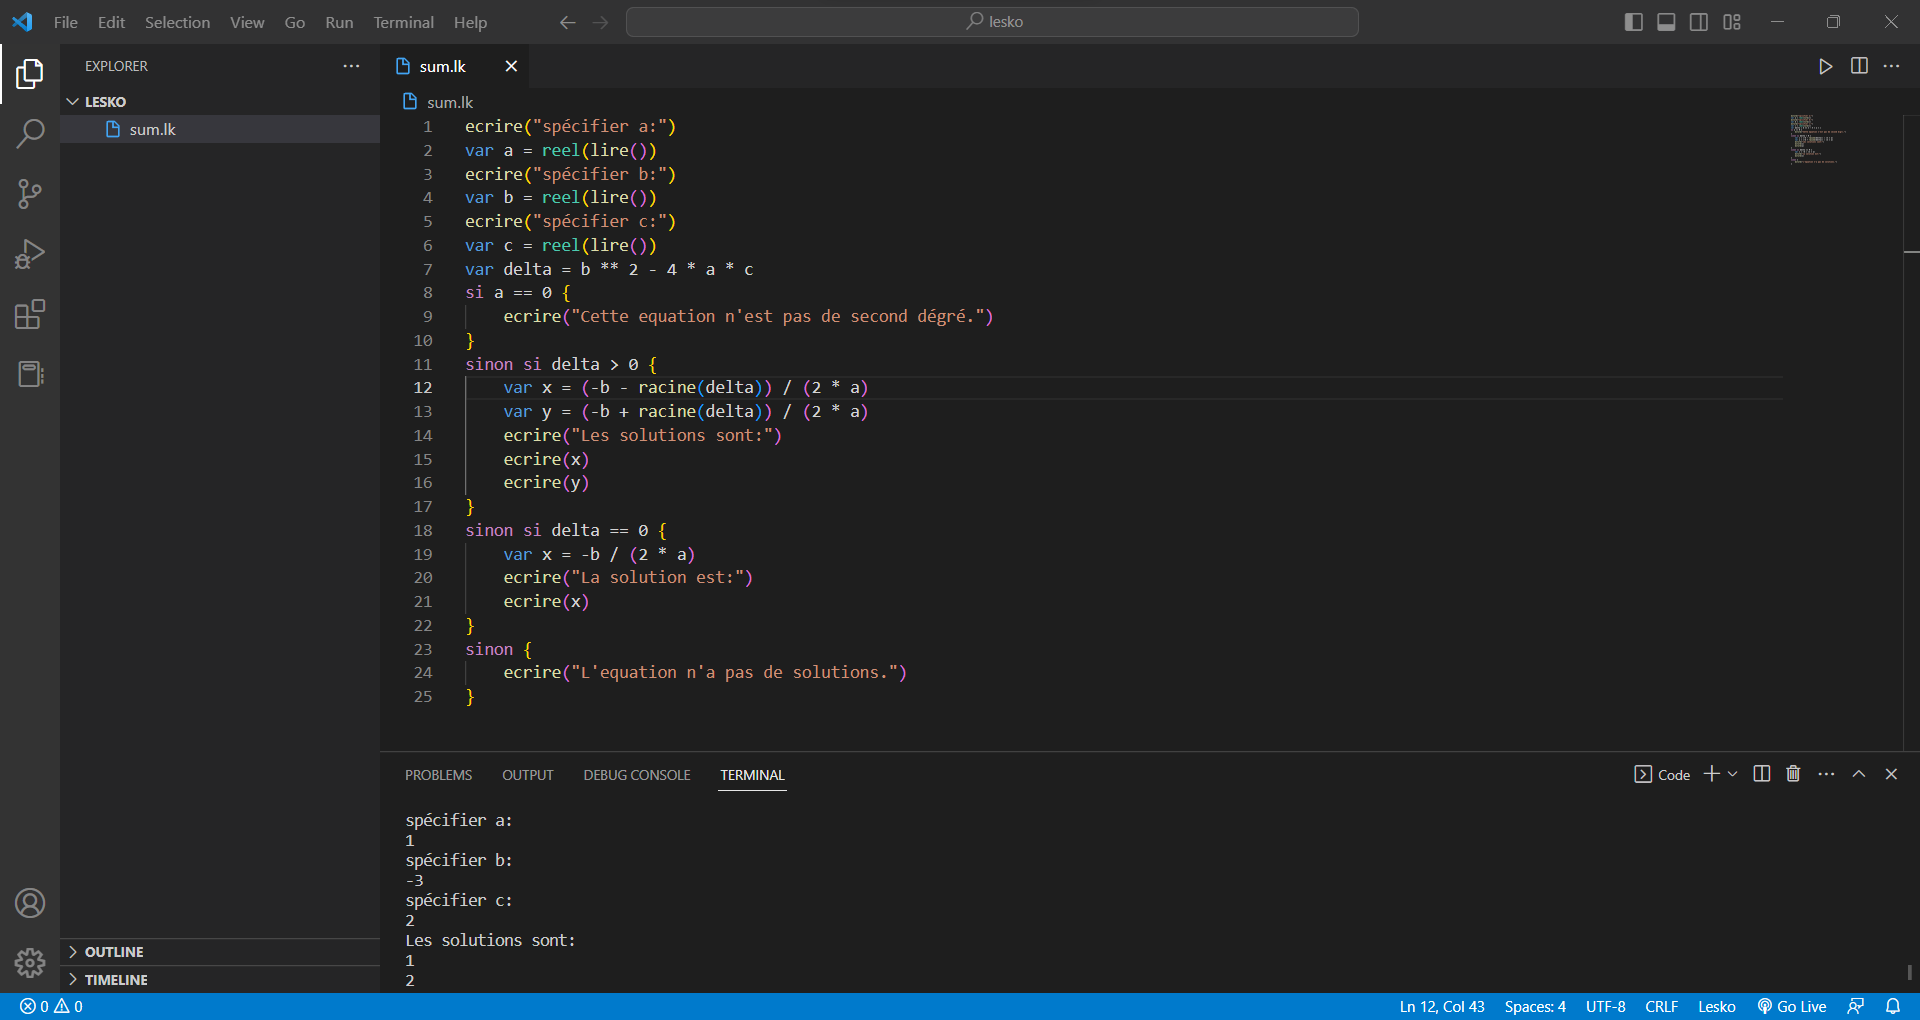 File Edit Selection View Go Run Terminal Help
lesko
EXPLORER
LESKO
sum.lk
sum.lk
sum.lk
1 ecrire("spécifier a:")
2 var a = reel(lire())
3 ecrire("spécifier b:")
4 var b = reel(lire())
5 ecrire("spécifier c:")
6 var c = reel(lire())
7 var delta = b ** 2 - 4 * a * c
8 si a == 0 {
9 ecrire("Cette equation n'est pas de second dégré.")
10 }
11 sinon si delta > 0 {
12 var x = (-b - racine(delta)) / (2 * a)
13 var y = (-b + racine(delta)) / (2 * a)
14 ecrire("Les solutions sont:")
15 ecrire(x)
16 ecrire(y)
17 }
18 sinon si delta == 0 {
19 var x = -b / (2 * a)
20 ecrire("La solution est:")
21 ecrire(x)
22 }
23 sinon {
24 ecrire("L'equation n'a pas de solutions.")
25 }
PROBLEMS OUTPUT DEBUG CONSOLE TERMINAL
Code
spécifier a:
1
spécifier b:
-3
spécifier c:
2
Les solutions sont:
1
2
OUTLINE
TIMELINE
0 0
Ln 12, Col 43 Spaces: 4 UTF-8 CRLF Lesko Go Live